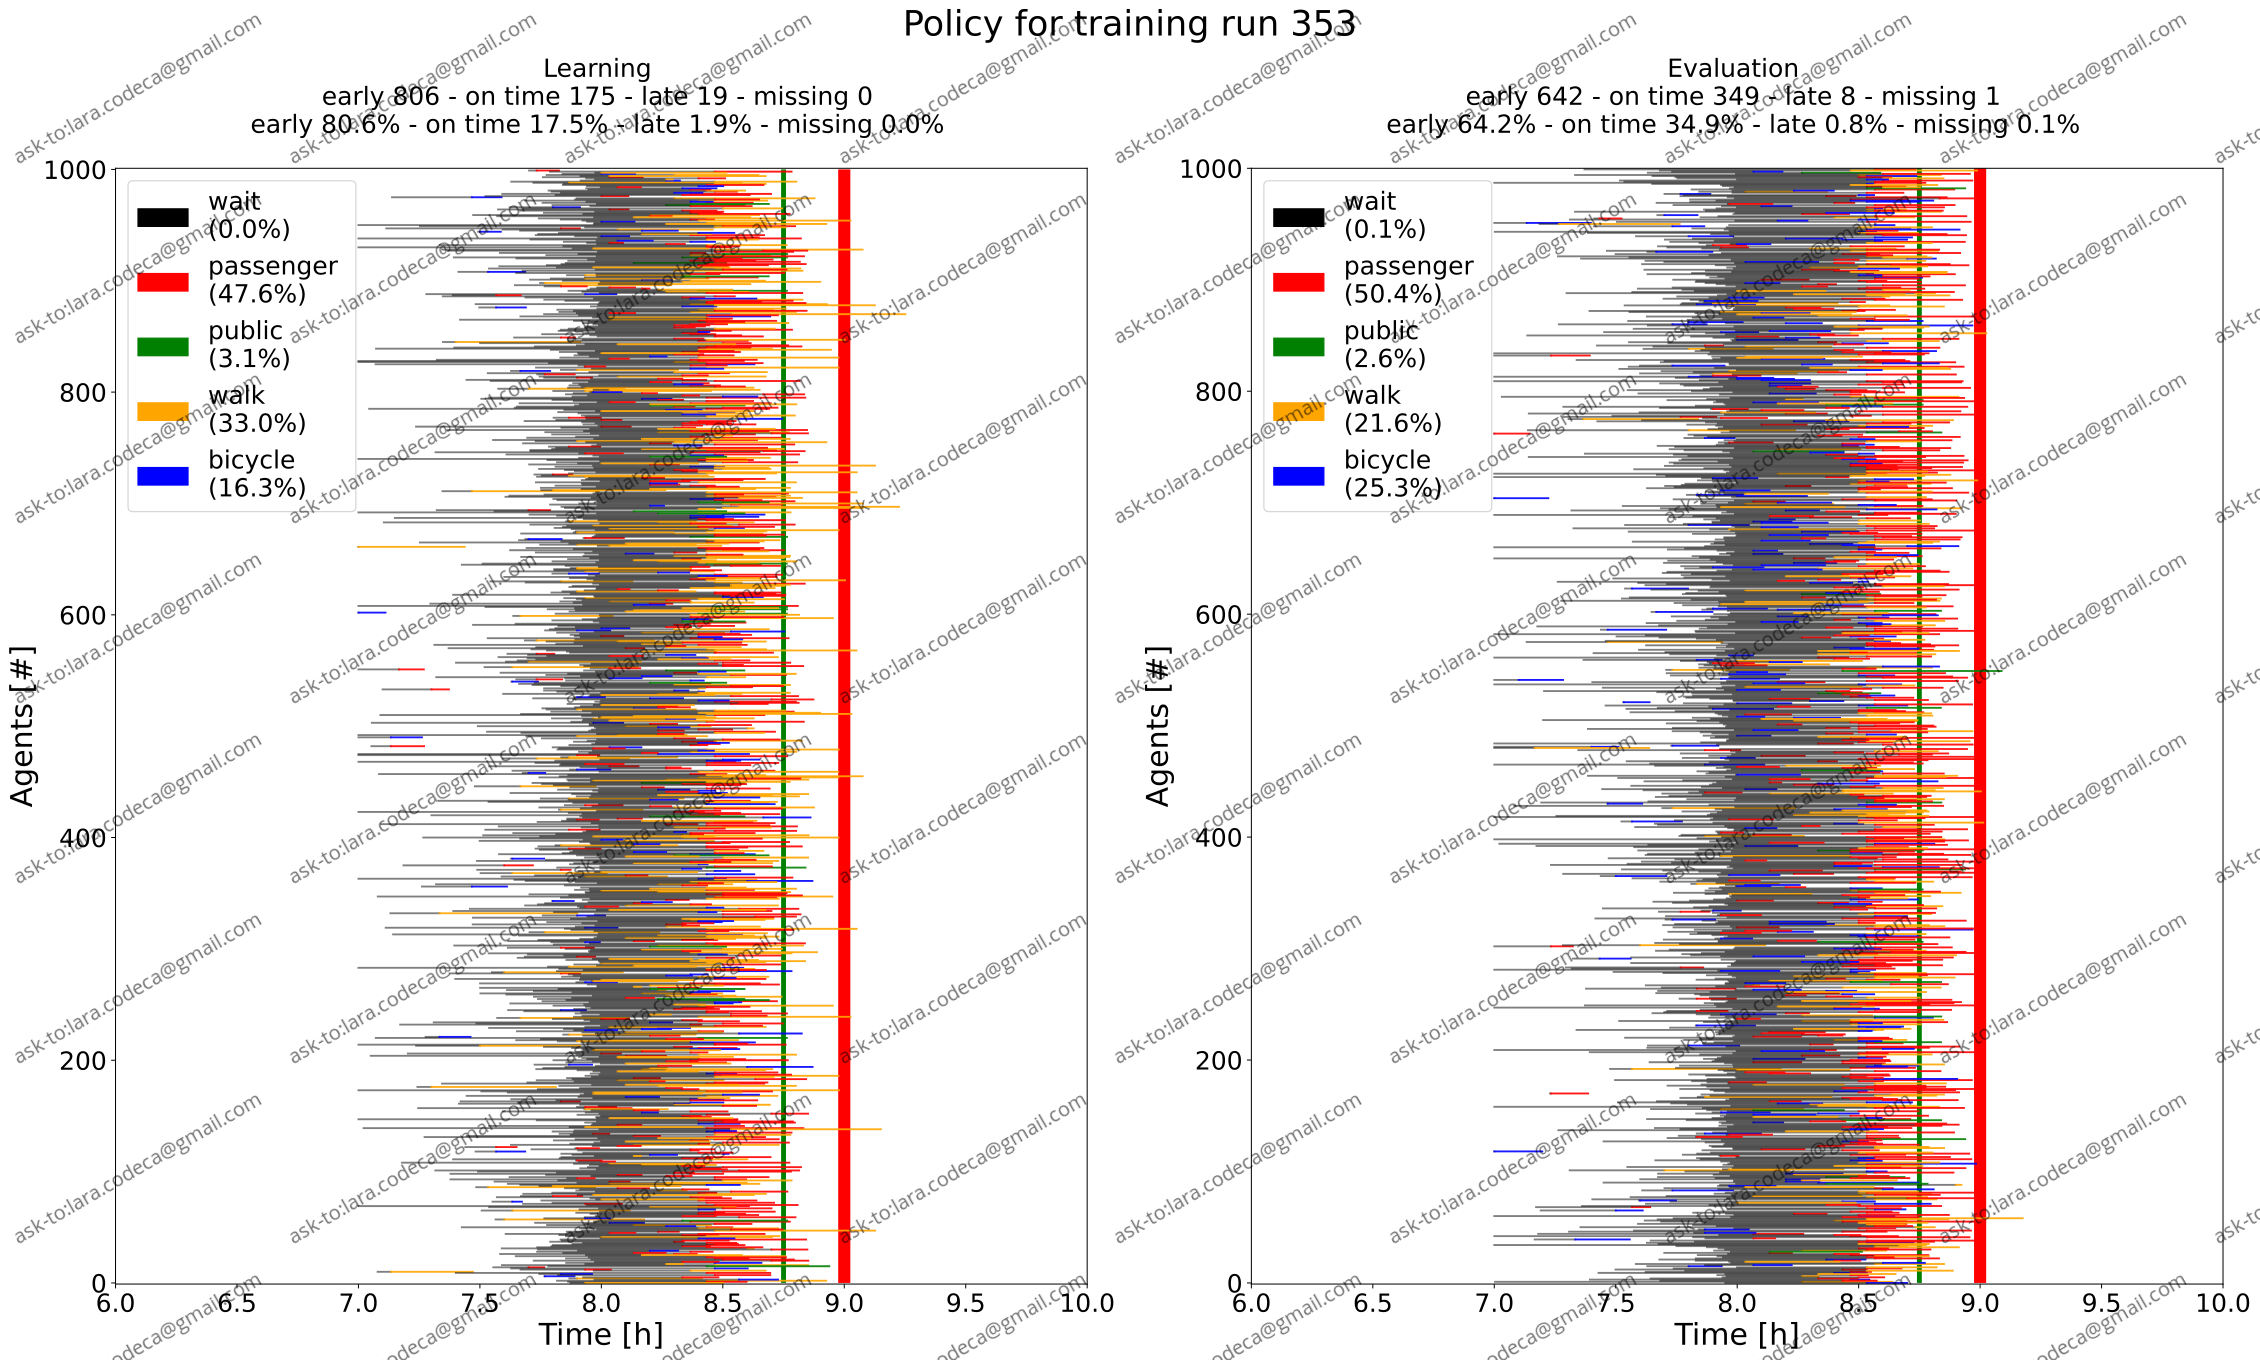 Policy for training run 353
Learning
early 806 - on time 175 - late 19 - missing 0
early 80.6% - on time 17.5% - late 1.9% - missing 0.0%
Agents [#]
1000
800
600
400
200
0
wait
(0.0%)
passenger
(47.6%)
public
(3.1%)
walk
(33.0%)
bicycle
(16.3%)
6.0 6.5 7.0 7.5 8.0 8.5 9.0 9.5 10.0
Time [h]
Evaluation
early 642 - on time 349 - late 8 - missing 1
early 64.2% - on time 34.9% - late 0.8% - missing 0.1%
Agents [#]
1000
800
600
400
200
0
wait
(0.1%)
passenger
(50.4%)
public
(2.6%)
walk
(21.6%)
bicycle
(25.3%)
6.0 6.5 7.0 7.5 8.0 8.5 9.0 9.5 10.0
Time [h]
ask-to:lara.codeca@gmail.com